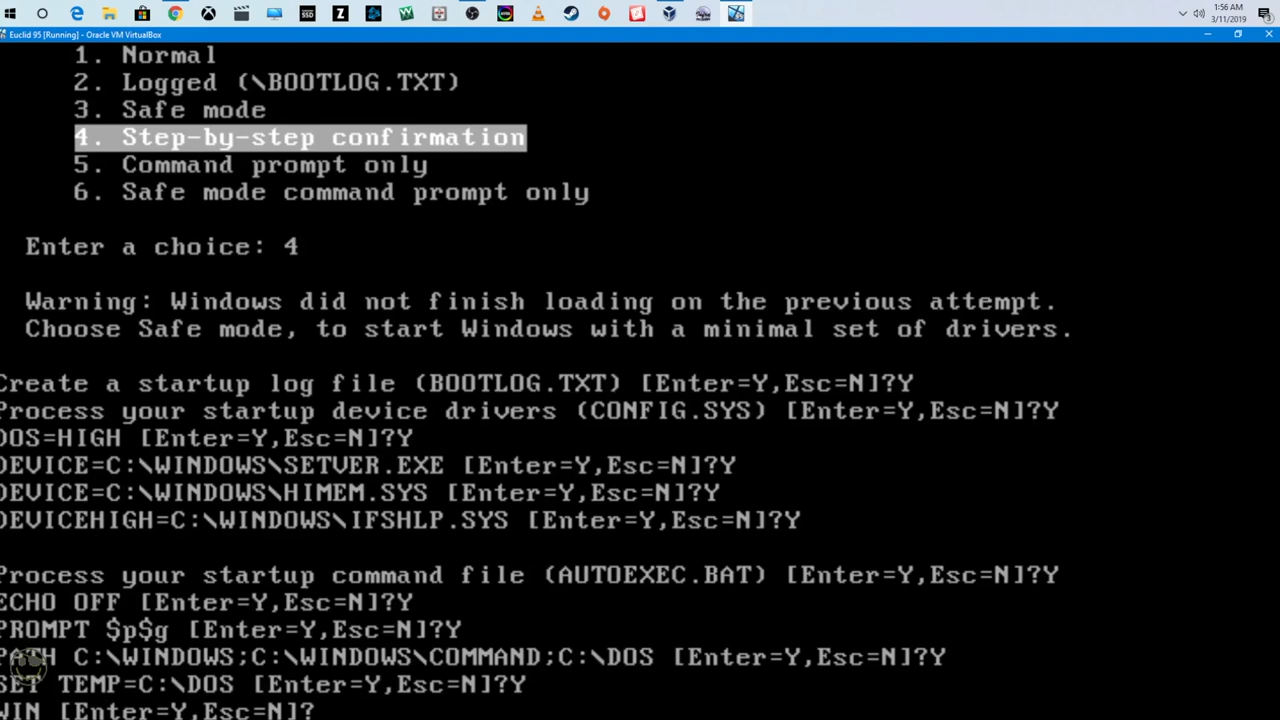 1:56 AM
3/11/2019
Euclid 95 [Running] - Oracle VM VirtualBox
1. Normal
2. Logged (\BOOTLOG.TXT)
3. Safe mode
4. Step-by-step confirmation
5. Command prompt only
6. Safe mode command prompt only
Enter a choice: 4
Warning: Windows did not finish loading on the previous attempt.
Choose Safe mode, to start Windows with a minimal set of drivers.
Create a startup log file (BOOTLOG.TXT) [Enter=Y,Esc=N]?Y
Process your startup device drivers (CONFIG.SYS) [Enter=Y,Esc=N]?Y
DOS=HIGH [Enter=Y,Esc=N]?Y
DEVICE=C:\WINDOWS\SETVER.EXE [Enter=Y,Esc=N]?Y
DEVICE=C:\WINDOWS\HIMEM.SYS [Enter=Y,Esc=N]?Y
DEVICEHIGH=C:\WINDOWS\IFSHLP.SYS [Enter=Y,Esc=N]?Y
Process your startup command file (AUTOEXEC.BAT) [Enter=Y,Esc=N]?Y
ECHO OFF [Enter=Y,Esc=N]?Y
PROMPT $p$g [Enter=Y,Esc=N]?Y
PATH C:\WINDOWS;C:\WINDOWS\COMMAND;C:\DOS [Enter=Y,Esc=N]?Y
SET TEMP=C:\DOS [Enter=Y,Esc=N]?Y
WIN [Enter=Y,Esc=N]?